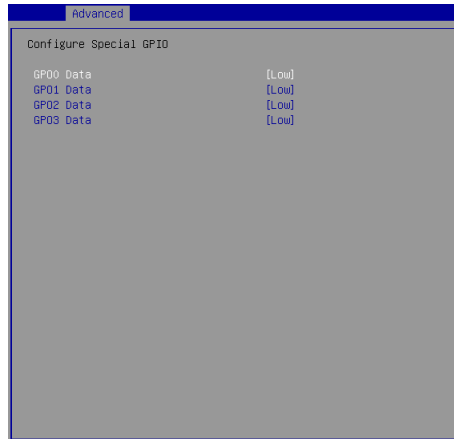 Advanced
Configure Special GPIO
GPO0 Data [Low]
GPO1 Data [Low]
GPO2 Data [Low]
GPO3 Data [Low]